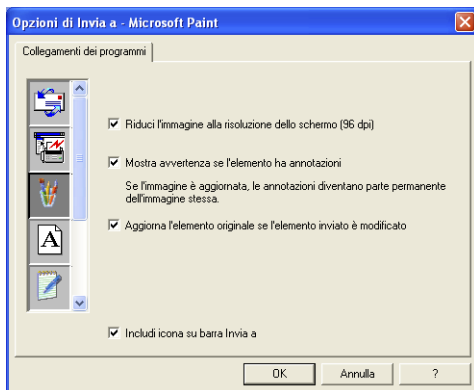 Opzioni di Invia a - Microsoft Paint
Collegamenti dei programmi
Riduci l'immagine alla risoluzione dello schermo (96 dpi)
Mostra avvertenza se l'elemento ha annotazioni
Se l'immagine è aggiornata, le annotazioni diventano parte permanente
dell'immagine stessa.
Aggiorna l'elemento originale se l'elemento inviato è modificato
A
Includi icona su barra Invia a
OK Annulla ?